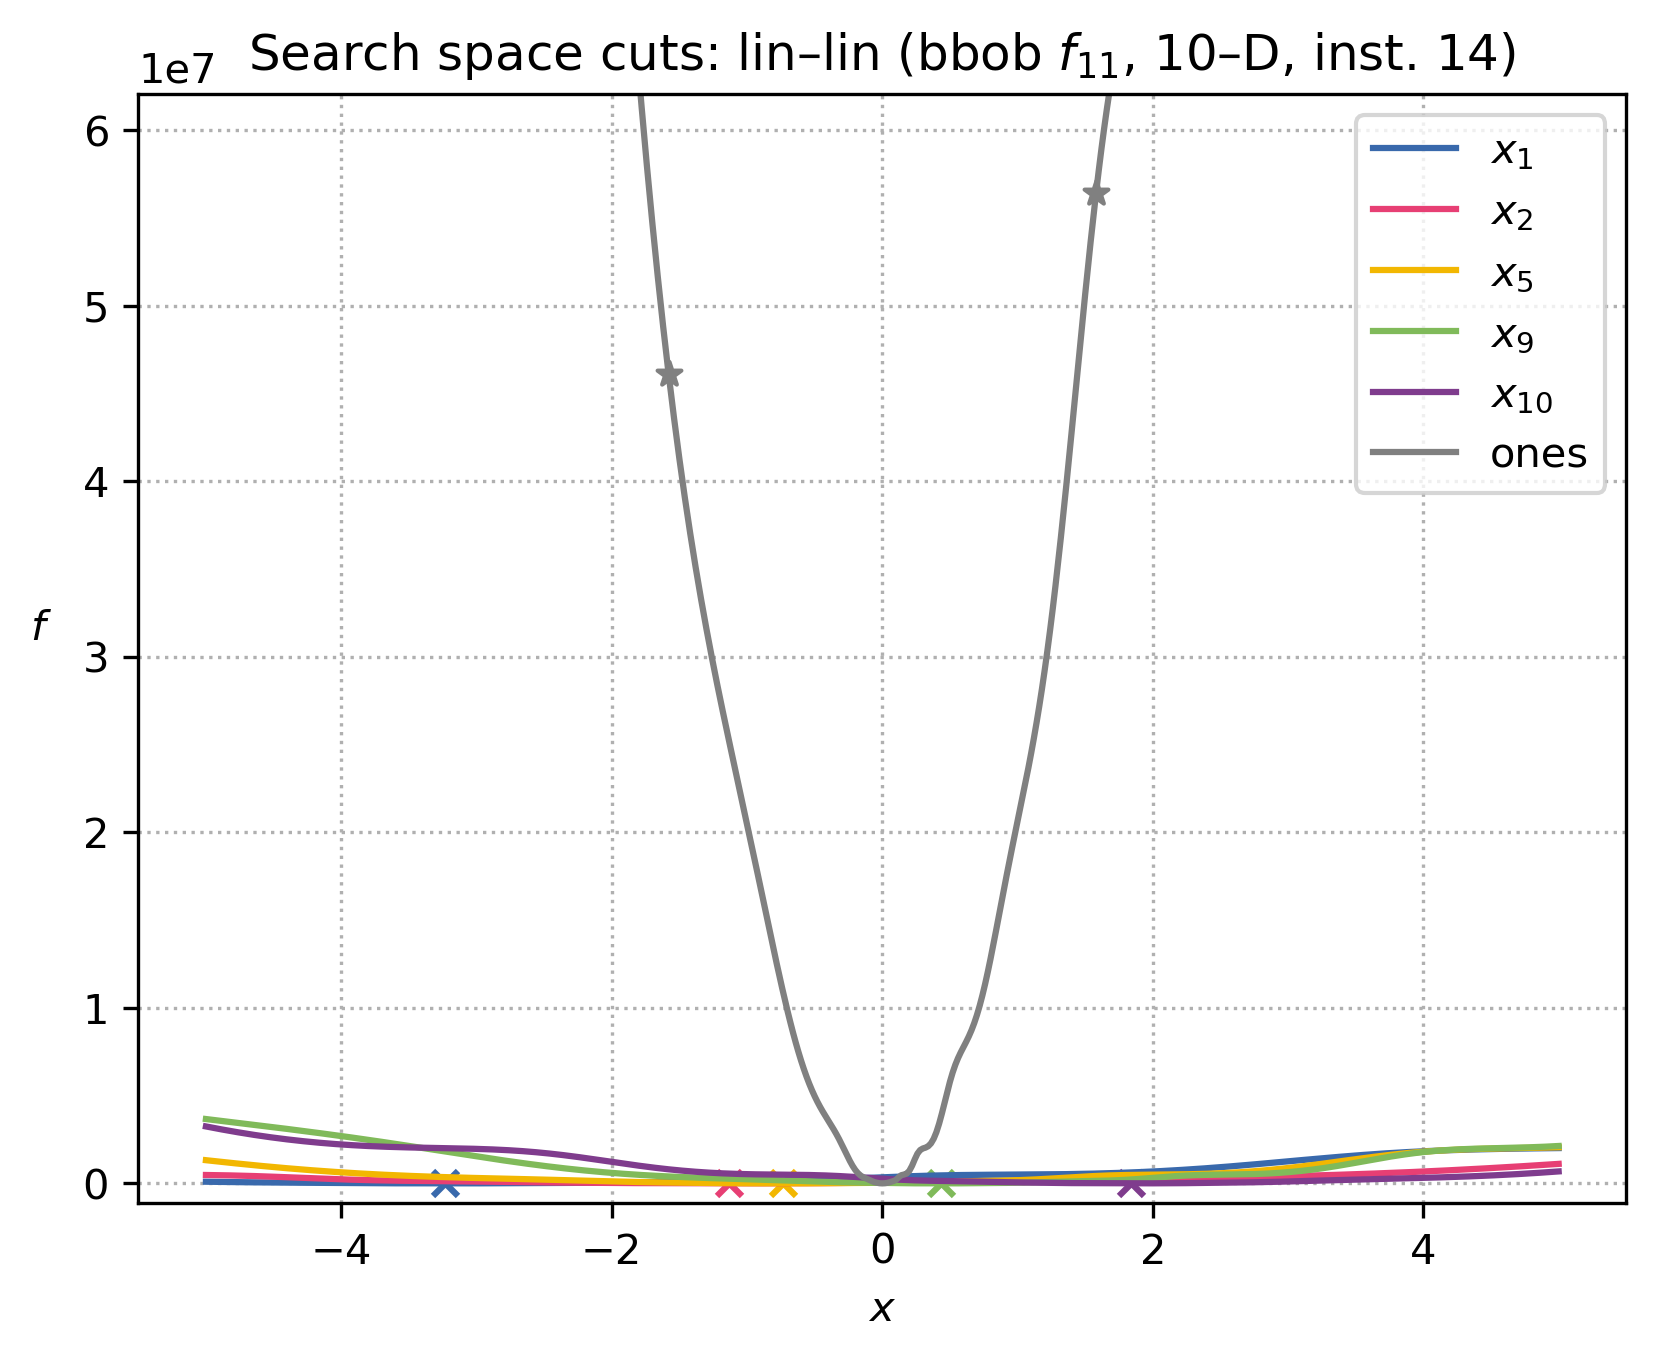 Search space cuts: lin–lin (bbob f₁₁, 10–D, inst. 14)
1e7
6
5
4
3
2
1
0
f
−4
−2
0
2
4
x
x₁
x₂
x₅
x₉
x₁₀
ones